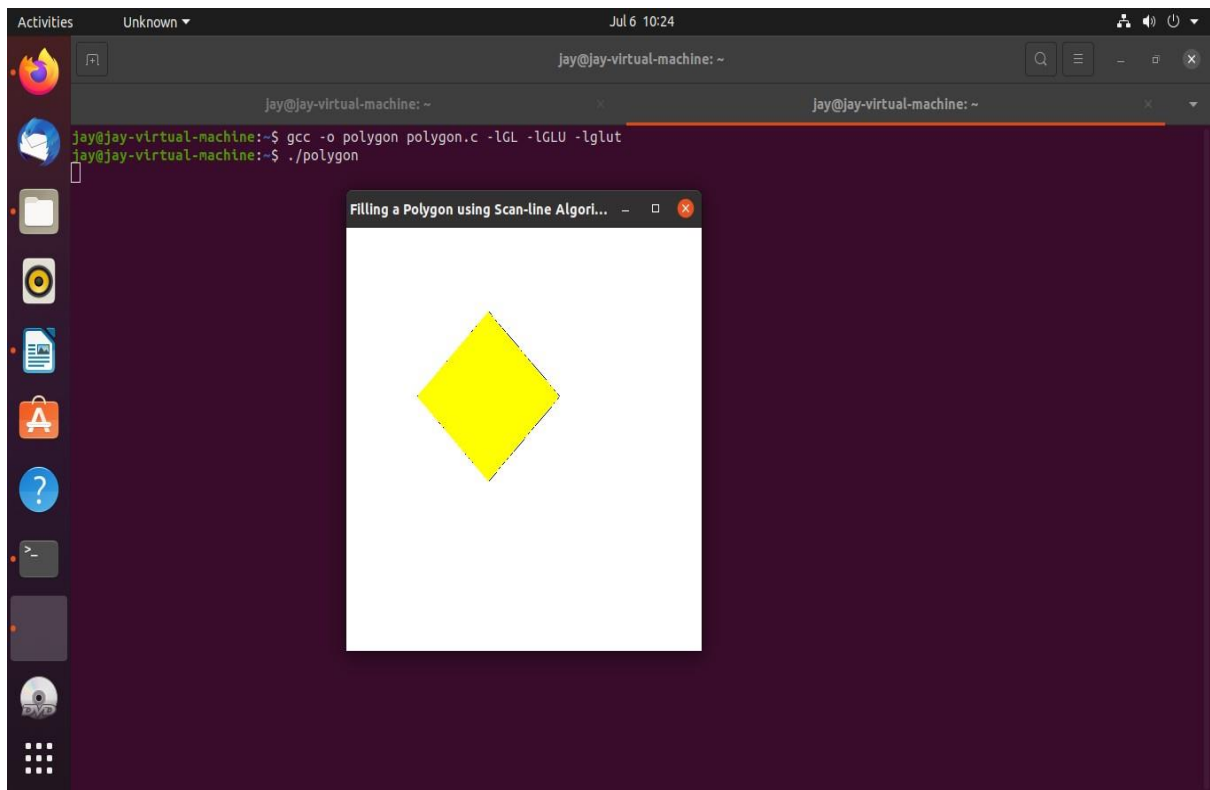 Activities Unknown Jul 6 10:24
jay@jay-virtual-machine: ~
jay@jay-virtual-machine: ~ jay@jay-virtual-machine: ~
jay@jay-virtual-machine:~$ gcc -o polygon polygon.c -lGL -lGLU -lglut
jay@jay-virtual-machine:~$ ./polygon
Filling a Polygon using Scan-line Algori...
A
?
>_
DVD